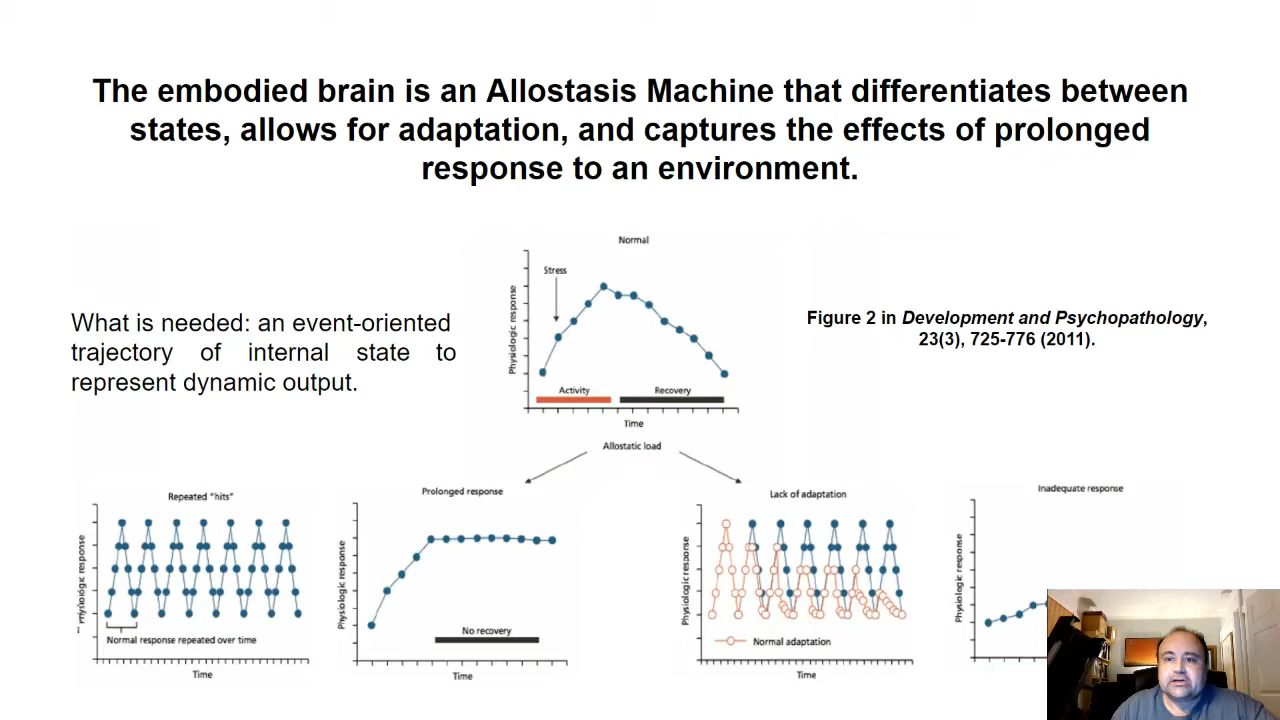 The embodied brain is an Allostasis Machine that differentiates between
states, allows for adaptation, and captures the effects of prolonged
response to an environment.
What is needed: an event-oriented
trajectory of internal state to
represent dynamic output.
Normal
Stress
Physiologic response
Activity
Recovery
Time
Figure 2 in Development and Psychopathology,
23(3), 725-776 (2011).
Allostatic load
Repeated "hits"
Physiologic response
Normal response repeated over time
Time
Prolonged response
Physiologic response
No recovery
Time
Lack of adaptation
Physiologic response
Normal adaptation
Time
Inadequate response
Physiologic response